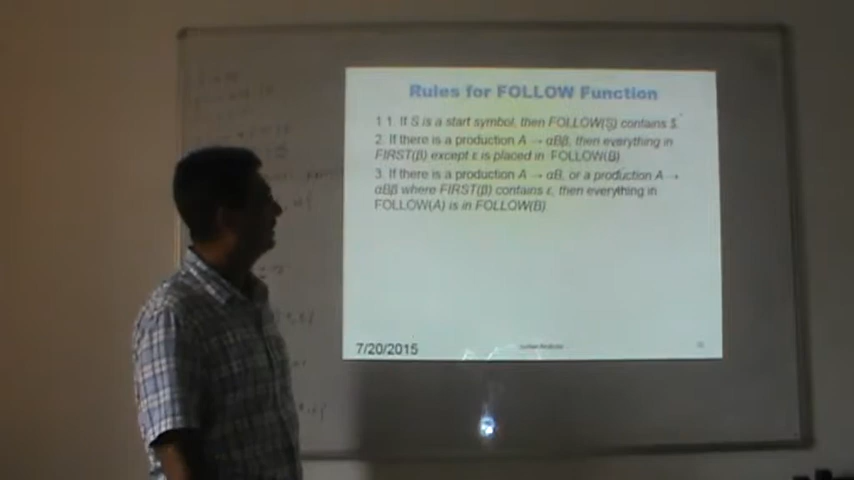 Rules for FOLLOW Function
1 1. If S is a start symbol, then FOLLOW(S) contains $.
2. If there is a production A → αBβ, then everything in
FIRST(β) except ε is placed in FOLLOW(B)
3. If there is a production A → αB, or a production A →
αBβ where FIRST(β) contains ε, then everything in
FOLLOW(A) is in FOLLOW(B)
7/20/2015